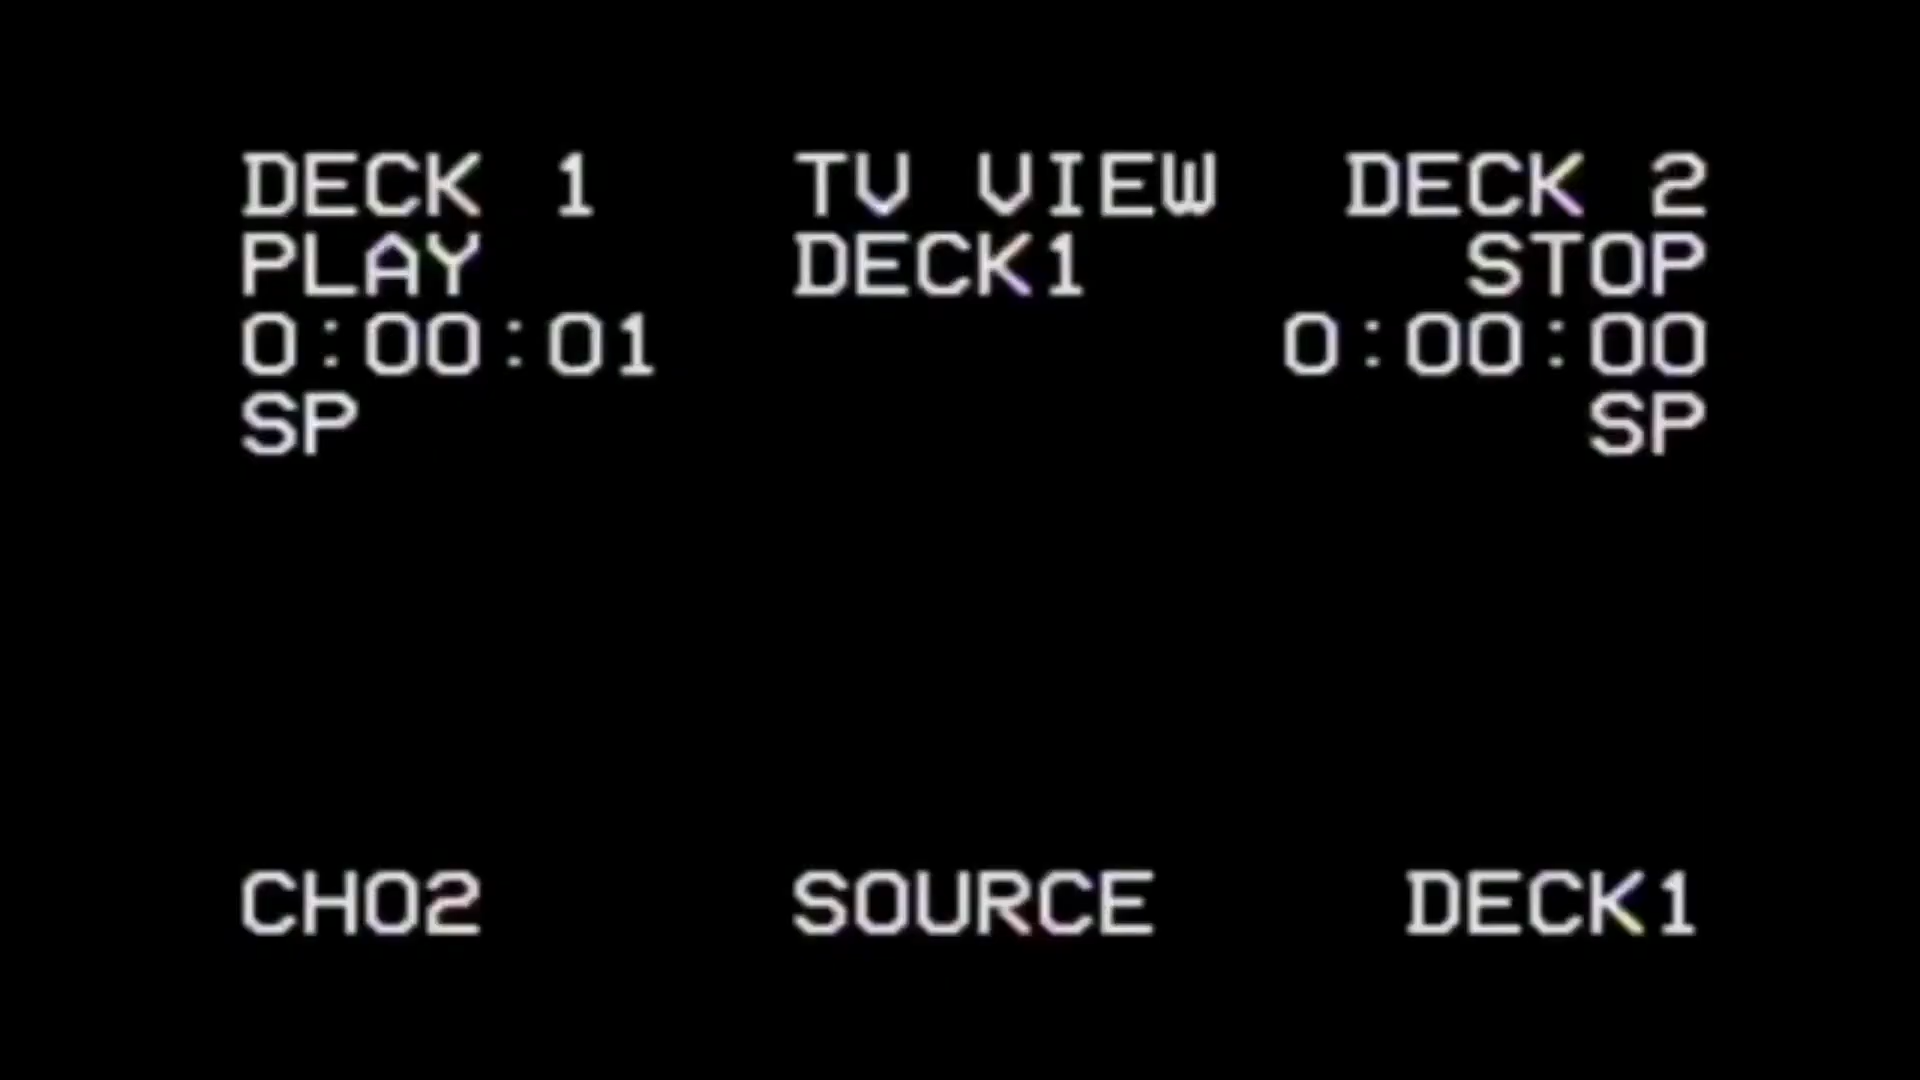 DECK 1 TV VIEW DECK 2
PLAY DECK1 STOP
0:00:01 0:00:00
SP SP
CH02 SOURCE DECK1